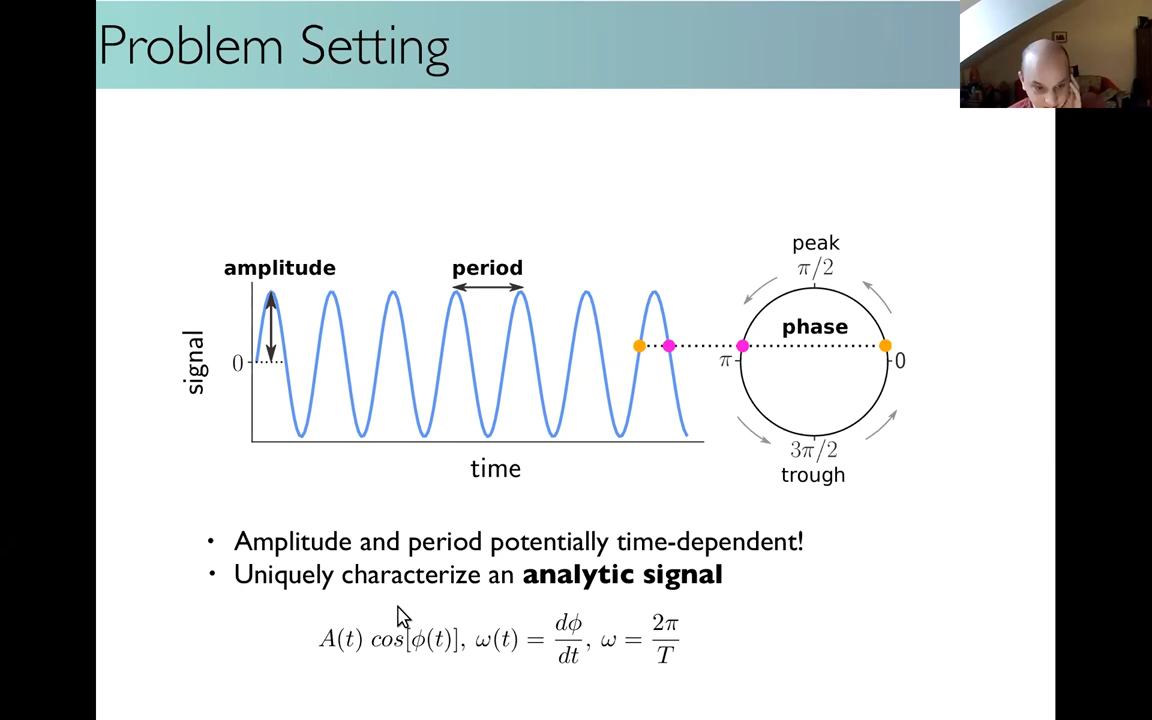 Problem Setting
amplitude
period
signal
0
time
peak
π/2
phase
π
0
3π/2
trough
• Amplitude and period potentially time-dependent!
• Uniquely characterize an analytic signal
A(t) cos[ϕ(t)], ω(t) = dϕ/dt, ω = 2π/T